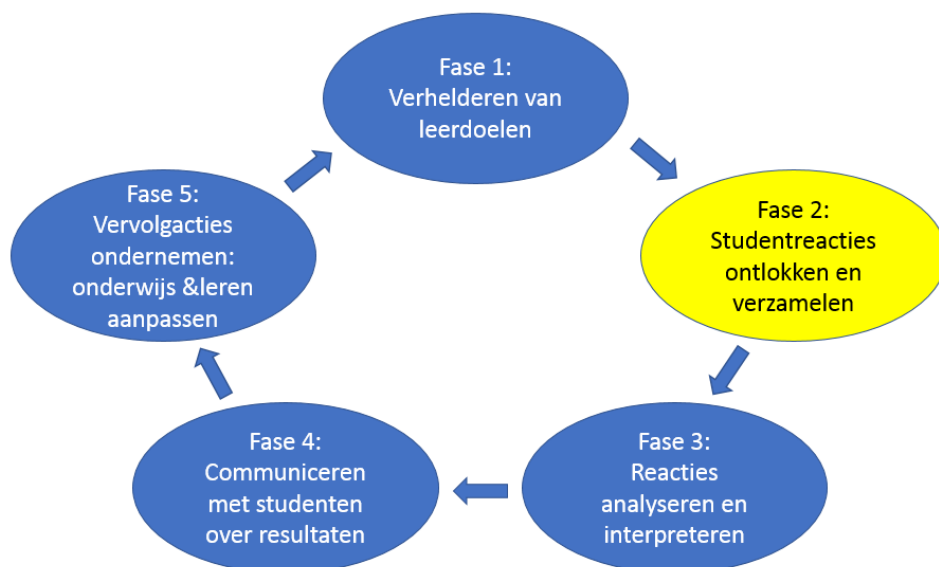 Fase 1:
Verhelderen van
leerdoelen
Fase 2:
Studentreacties
ontlokken en
verzamelen
Fase 3:
Reacties
analyseren en
interpreteren
Fase 4:
Communiceren
met studenten
over resultaten
Fase 5:
Vervolgacties
ondernemen:
onderwijs &leren
aanpassen